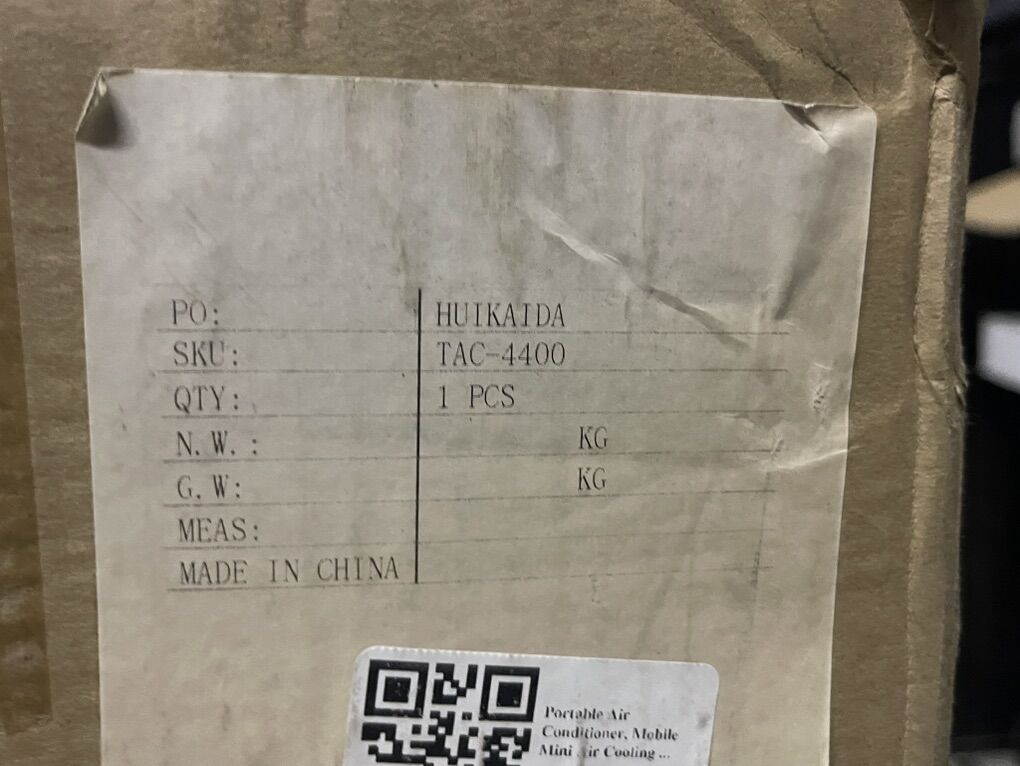 PO: HUIKAIDA
SKU: TAC-4400
QTY: 1 PCS
N.W.: KG
G.W: KG
MEAS:
MADE IN CHINA
Portable Air
Conditioner, Mobile
Mini Air Cooling ...